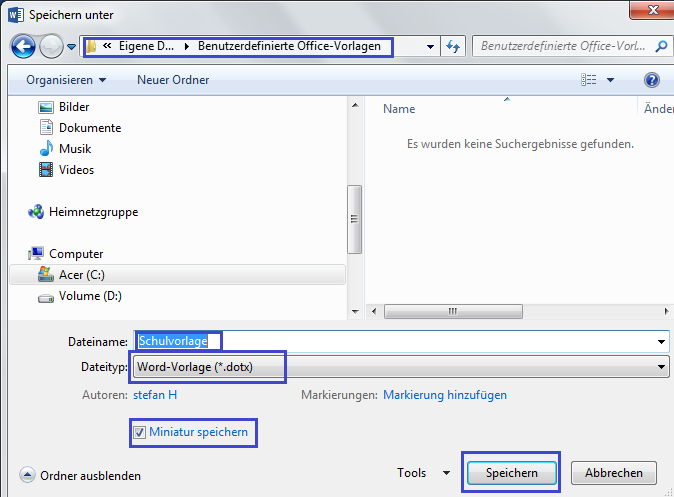 Speichern unter
« Eigene D... Benutzerdefinierte Office-Vorlagen
Benutzerdefinierte Office-Vorl...
Organisieren Neuer Ordner
Bilder
Dokumente
Musik
Videos
Heimnetzgruppe
Computer
Acer (C:)
Volume (D:)
Name Änder
Es wurden keine Suchergebnisse gefunden.
Dateiname: Schulvorlage
Dateityp: Word-Vorlage (*.dotx)
Autoren: stefan H Markierungen: Markierung hinzufügen
Miniatur speichern
Ordner ausblenden Tools Speichern Abbrechen